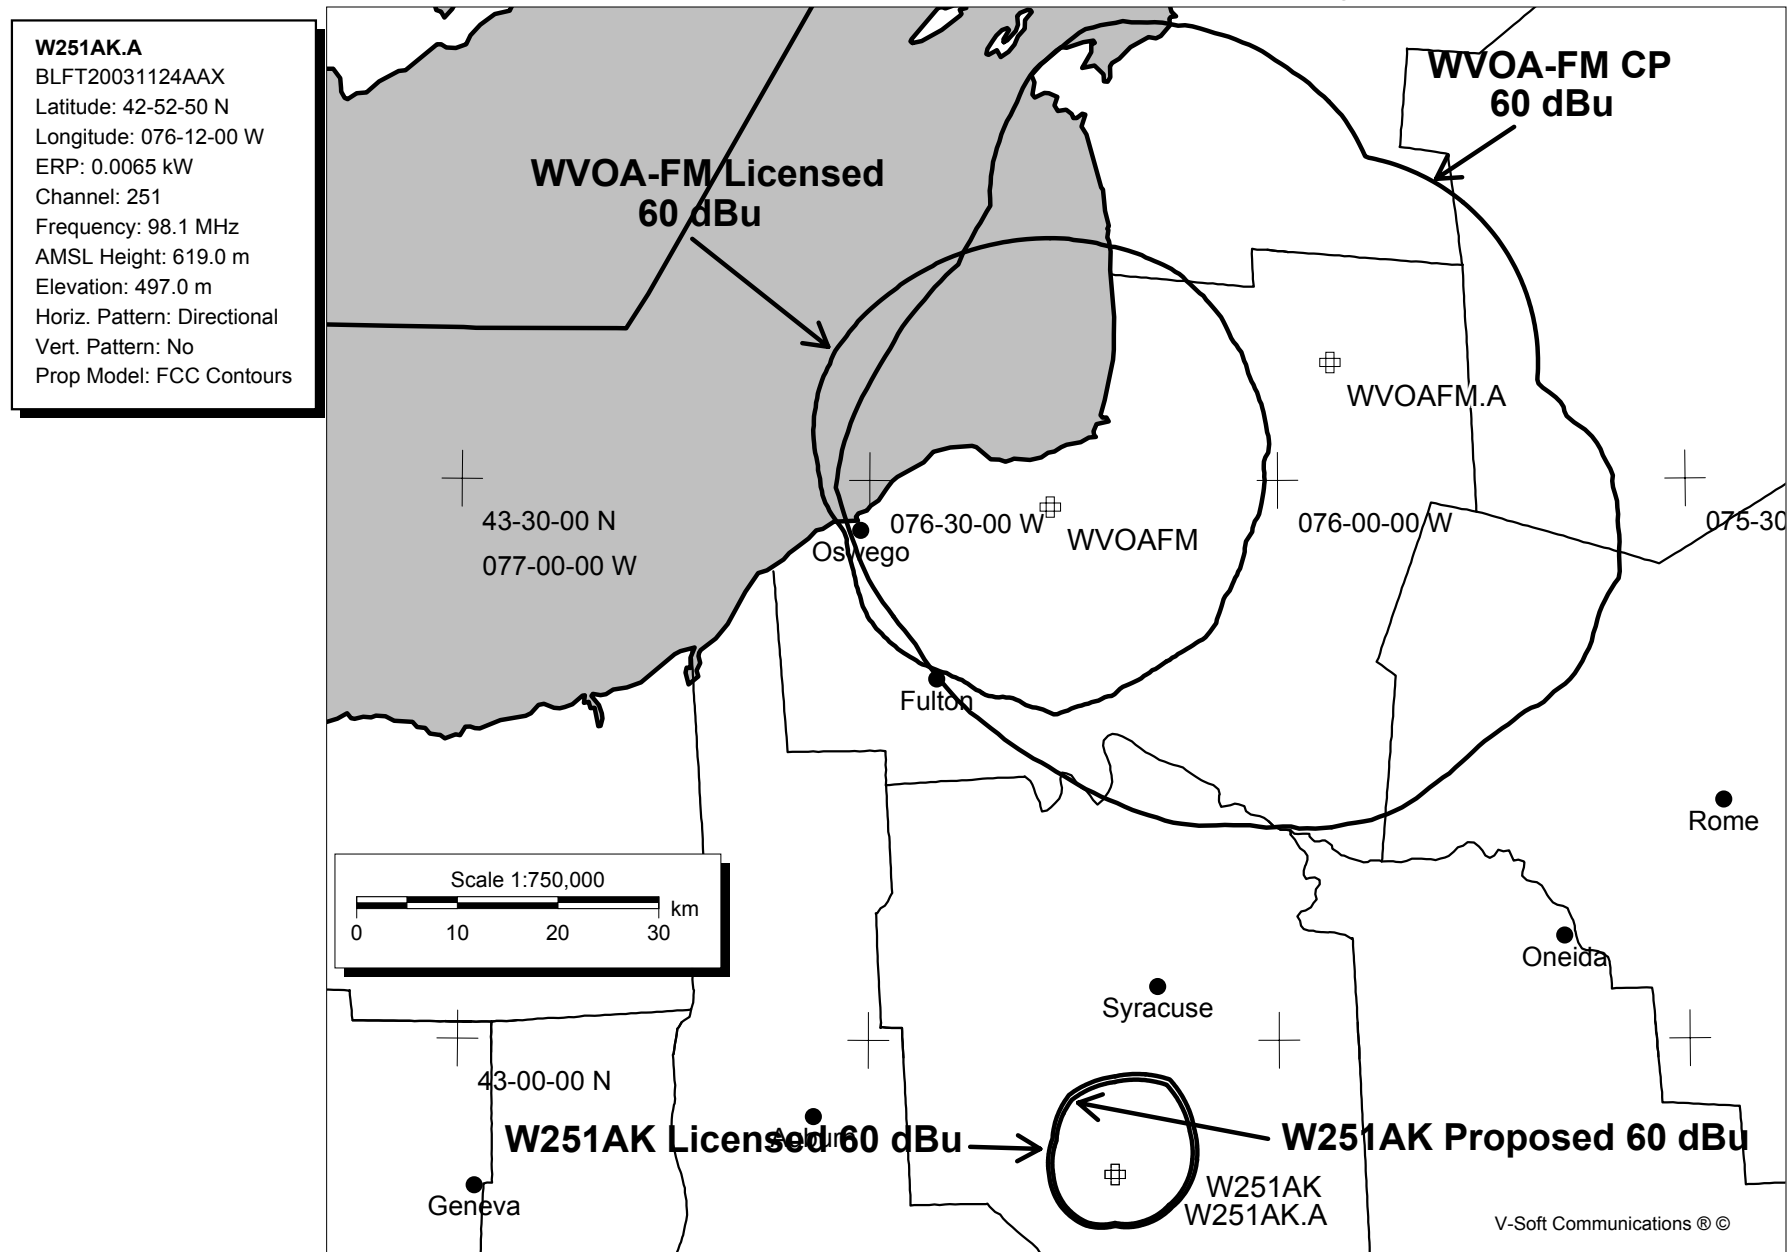 W251AK.A
BLFT20031124AAX
Latitude: 42-52-50 N
Longitude: 076-12-00 W
ERP: 0.0065 kW
Channel: 251
Frequency: 98.1 MHz
AMSL Height: 619.0 m
Elevation: 497.0 m
Horiz. Pattern: Directional
Vert. Pattern: No
Prop Model: FCC Contours
WVOA-FM CP
60 dBu
WVOA-FM Licensed
60 dBu
WVOAFM.A
43-30-00 N
077-00-00 W
076-30-00 W
WVOAFM
076-00-00 W
075-30
Oswego
Fulton
Rome
Scale 1:750,000
km
0 10 20 30
Oneida
Syracuse
43-00-00 N
Auburn
W251AK Licensed 60 dBu
W251AK Proposed 60 dBu
W251AK
W251AK.A
Geneva
V-Soft Communications ® ©